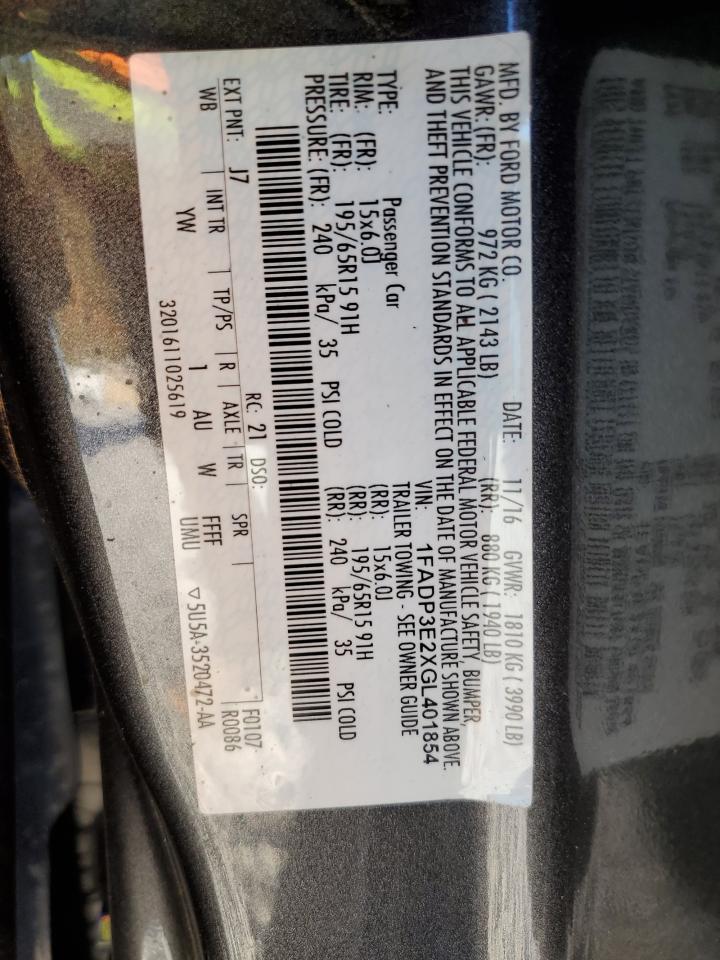 MFD. BY FORD MOTOR CO. DATE: 11/16 GVWR: 1810 KG ( 3990 LB)
GAWR: (FR): 972 KG ( 2143 LB) (RR): 880 KG ( 1940 LB)
THIS VEHICLE CONFORMS TO ALL APPLICABLE FEDERAL MOTOR VEHICLE SAFETY, BUMPER,
AND THEFT PREVENTION STANDARDS IN EFFECT ON THE DATE OF MANUFACTURE SHOWN ABOVE.
VIN: 1FADP3E2XGL401854
TYPE: Passenger Car TRAILER TOWING - SEE OWNER GUIDE
RIM: (FR): 15x6.0J (RR): 15x6.0J
TIRE: (FR): 195/65R15 91H (RR): 195/65R15 91H
PRESSURE: (FR): 240 kPa/ 35 PSI COLD (RR): 240 kPa/ 35 PSI COLD
RC: 21 DSO: F0107
EXT PNT: J7 R0086
WB | INT TR | TP/PS | R | AXLE | TR | SPR |
YW 1 AU W FFFF
3201611025619 UMU ▽5U5A-3520472-AA